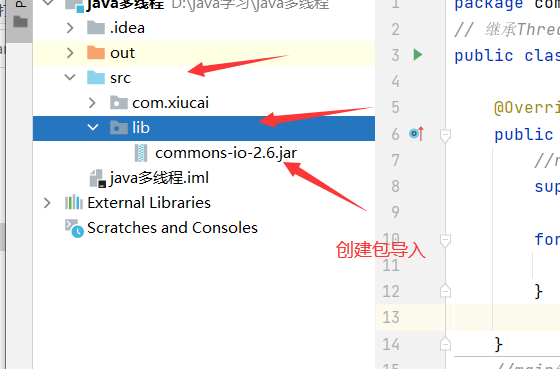 java多线程 D:\java学习\java多线程
.idea
out
src
com.xiucai
lib
commons-io-2.6.jar
java多线程.iml
External Libraries
Scratches and Consoles
创建包导入
1
package com
2
// 继承Thre
3
public clas
4
5
@Overri
6
public
7
8
sup
9
10
for
11
12
}
13
14
}